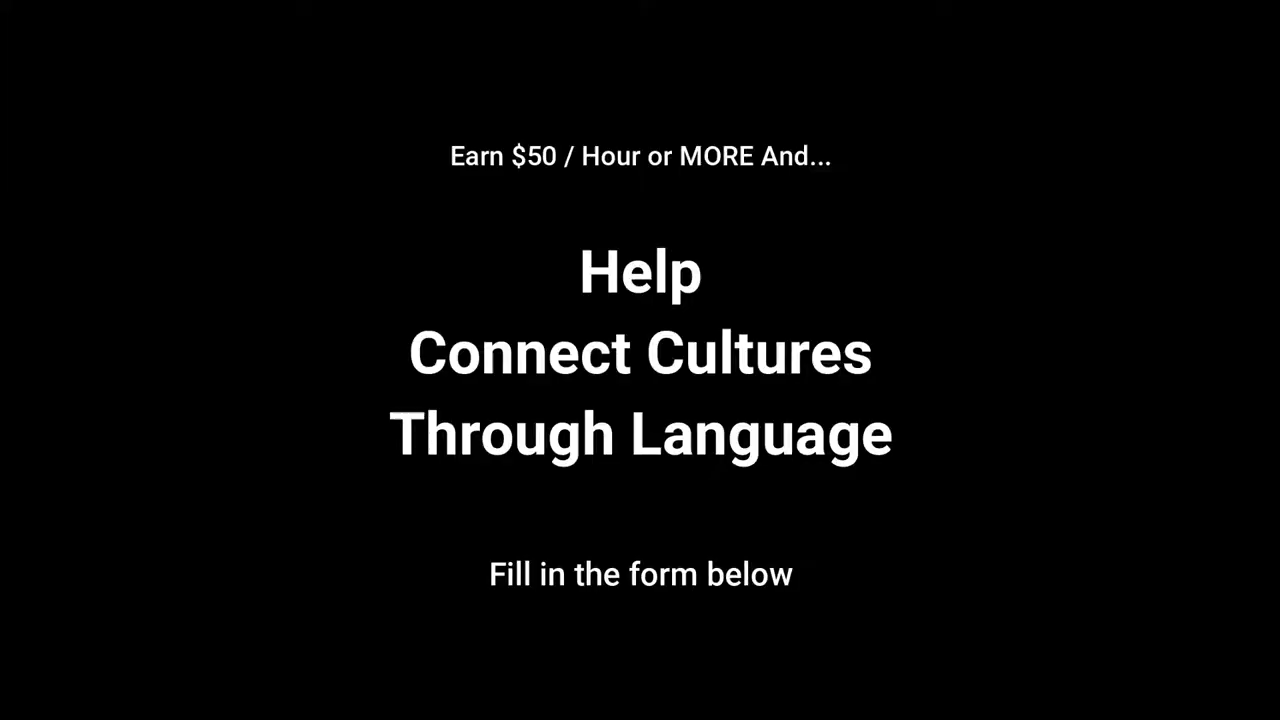 Earn $50 / Hour or MORE And...
Help
Connect Cultures
Through Language
Fill in the form below